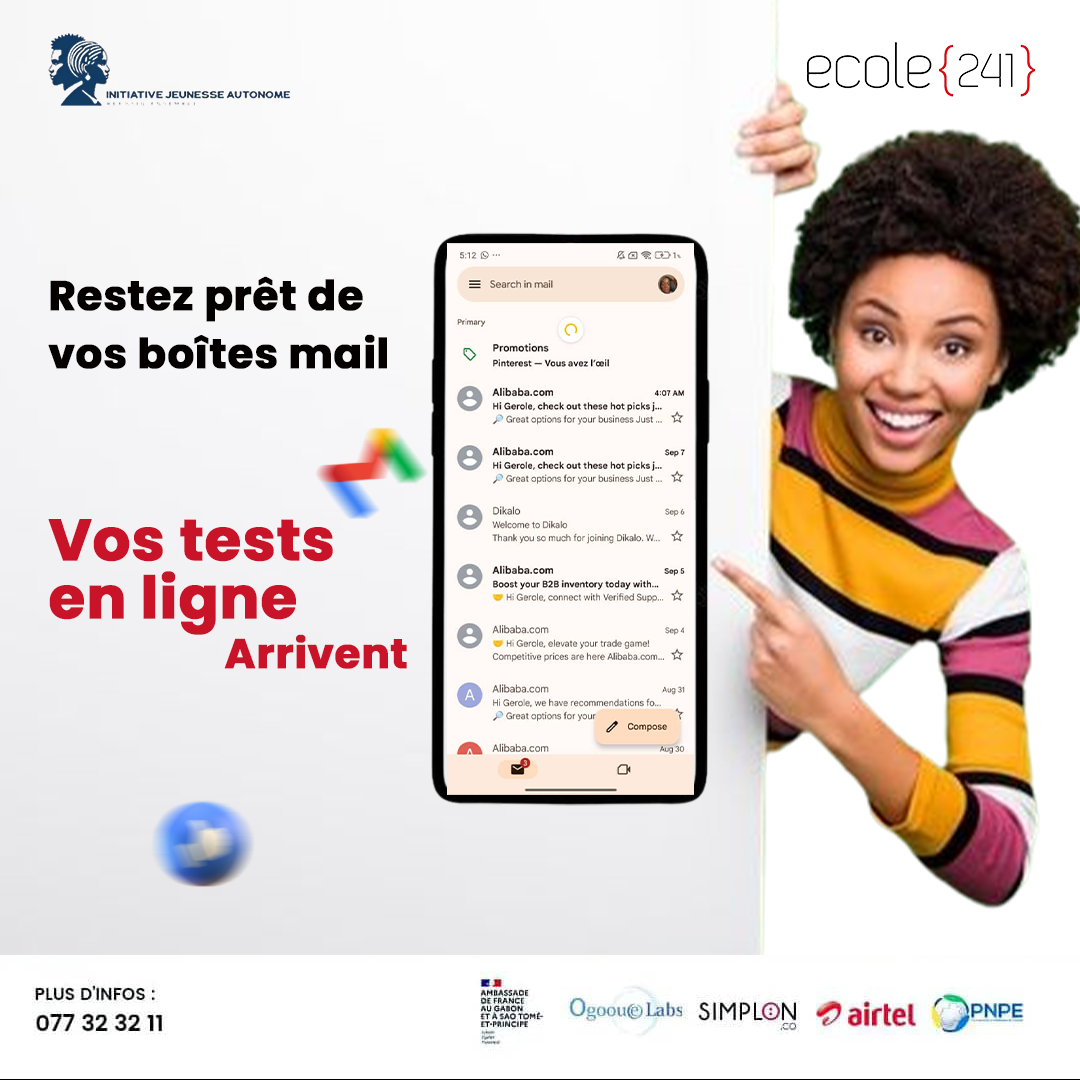 INITIATIVE JEUNESSE AUTONOME
ecole{241}
Restez prêt de
vos boîtes mail
Vos tests
en ligne
Arrivent
5:12
Search in mail
Primary
Promotions
Pinterest — Vous avez l'œil
Alibaba.com 4:07 AM
Hi Gerole, check out these hot picks j...
🔎 Great options for your business Just ...
Alibaba.com Sep 7
Hi Gerole, check out these hot picks j...
🔎 Great options for your business Just ...
Dikalo Sep 6
Welcome to Dikalo
Thank you so much for joining Dikalo. W...
Alibaba.com Sep 5
Boost your B2B inventory today with...
🤝 Hi Gerole, connect with Verified Supp...
Alibaba.com Sep 4
🤝 Hi Gerole, elevate your trade game!
Competitive prices are here Alibaba.com...
A
Alibaba.com Aug 31
Hi Gerole, we have recommendations fo...
🔎 Great options for your
Compose
Alibaba.com Aug 30
3
PLUS D'INFOS :
077 32 32 11
AMBASSADE
DE FRANCE
AU GABON
ET À SAO TOMÉ-
ET-PRINCIPE
Ogooué Labs
SIMPLON
.CO
airtel
PNPE